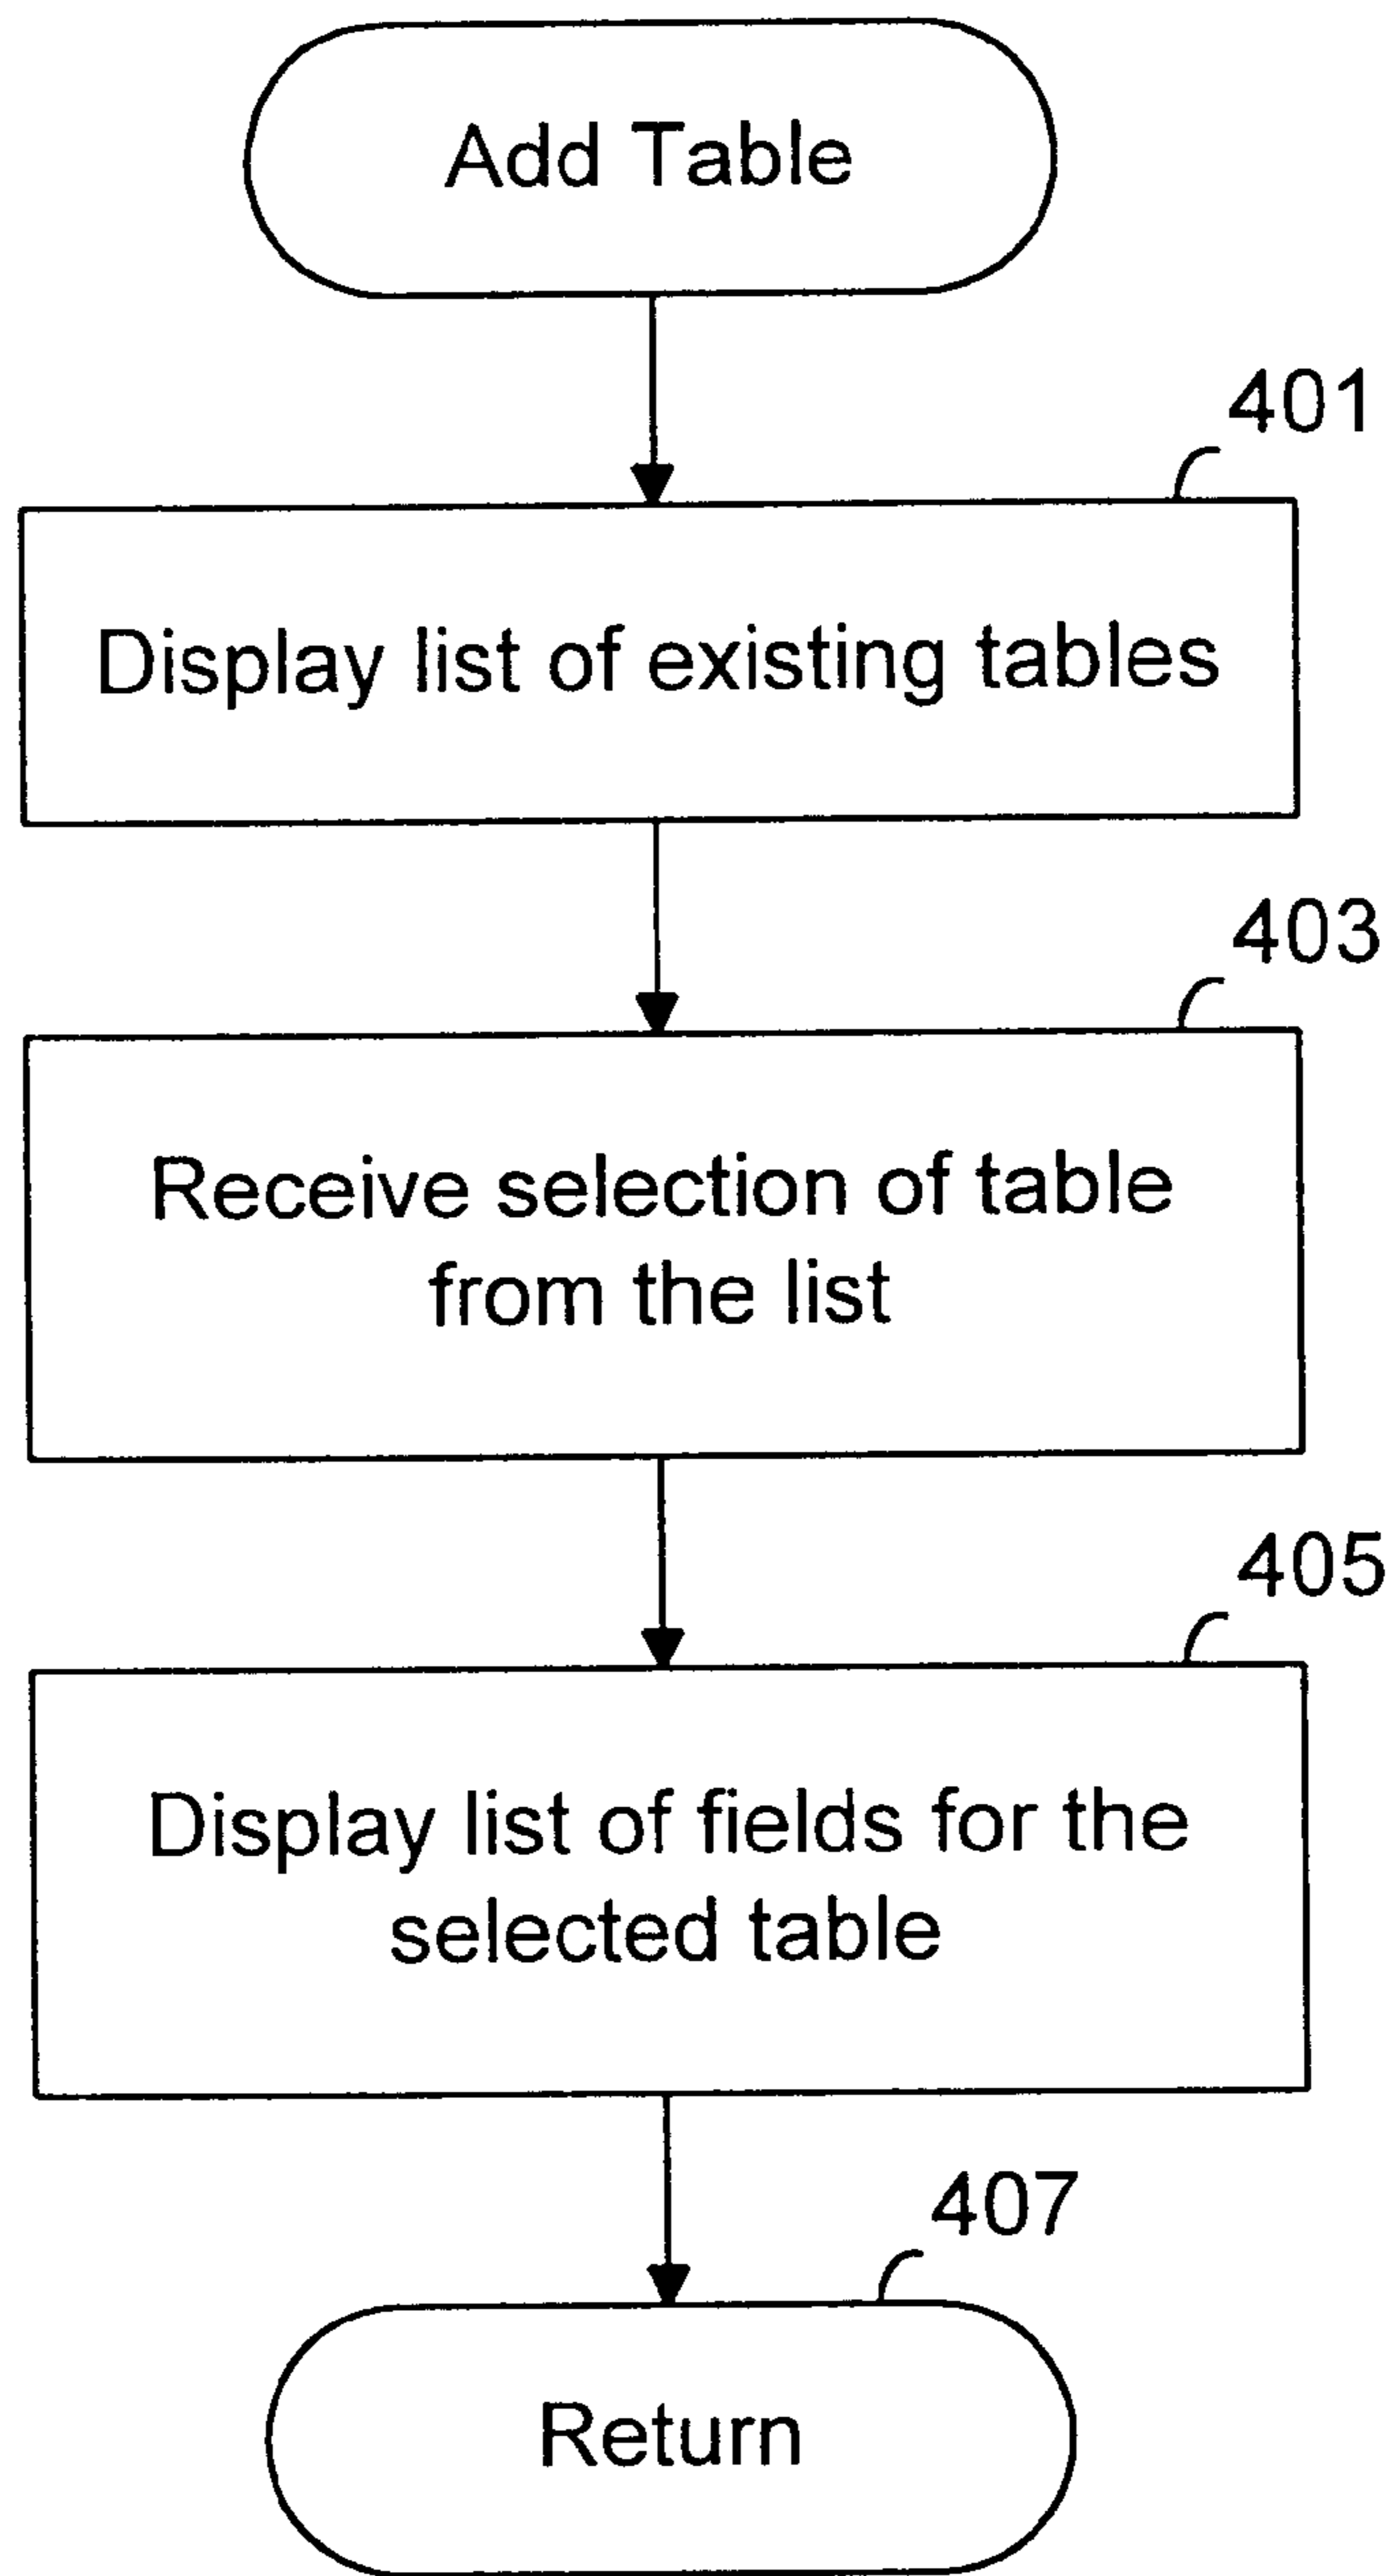 Add Table
401
Display list of existing tables
403
Receive selection of table
from the list
405
Display list of fields for the
selected table
407
Return